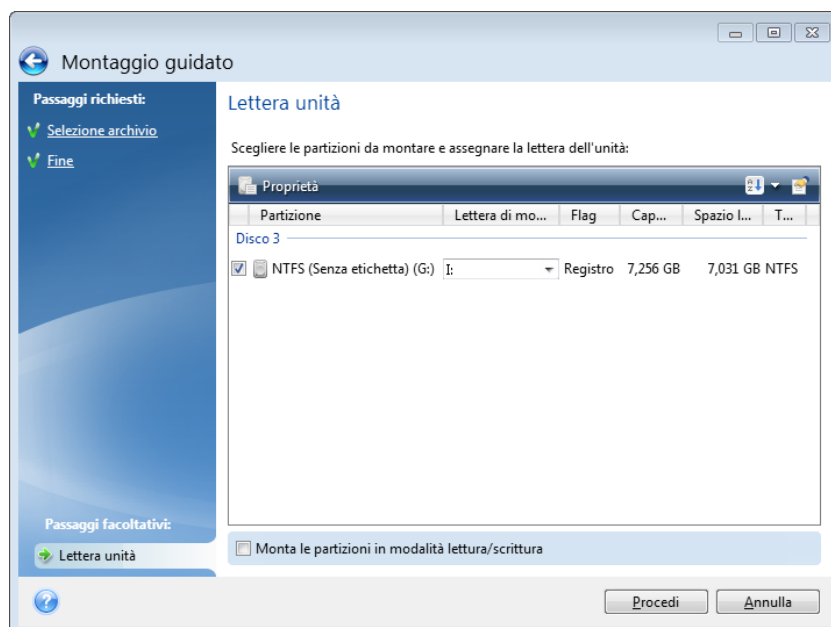 Montaggio guidato
Passaggi richiesti:
Selezione archivio
Fine
Passaggi facoltativi:
Lettera unità
Lettera unità
Scegliere le partizioni da montare e assegnare la lettera dell'unità:
Proprietà
Partizione Lettera di mo... Flag Cap... Spazio l... T...
Disco 3
NTFS (Senza etichetta) (G:) I: Registro 7,256 GB 7,031 GB NTFS
Monta le partizioni in modalità lettura/scrittura
Procedi Annulla